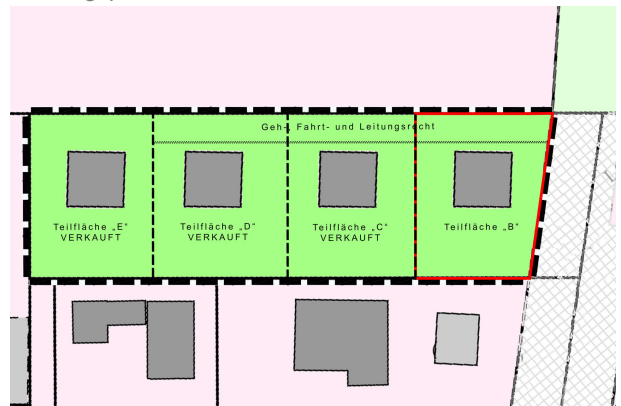 Geh-, Fahrt- und Leitungsrecht
Teilfläche „E“
VERKAUFT
Teilfläche „D“
VERKAUFT
Teilfläche „C“
VERKAUFT
Teilfläche „B“